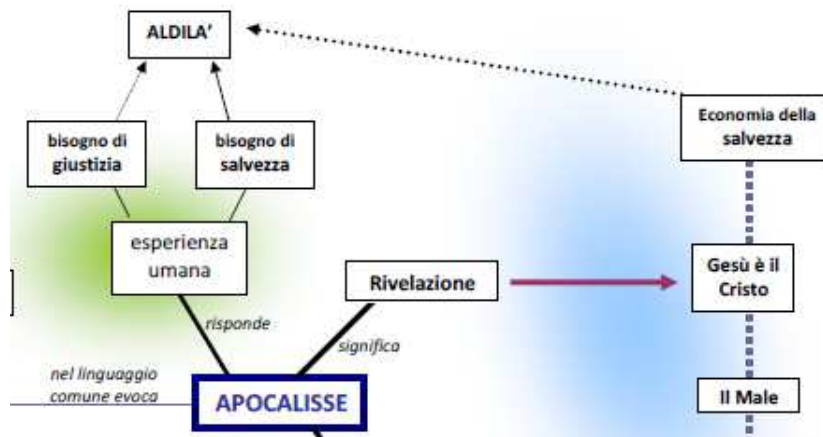 ALDILA'
Economia della
salvezza
bisogno di
giustizia
bisogno di
salvezza
esperienza
umana
Rivelazione
Gesù è il
Cristo
risponde
significa
nel linguaggio
comune evoca
APOCALISSE
Il Male